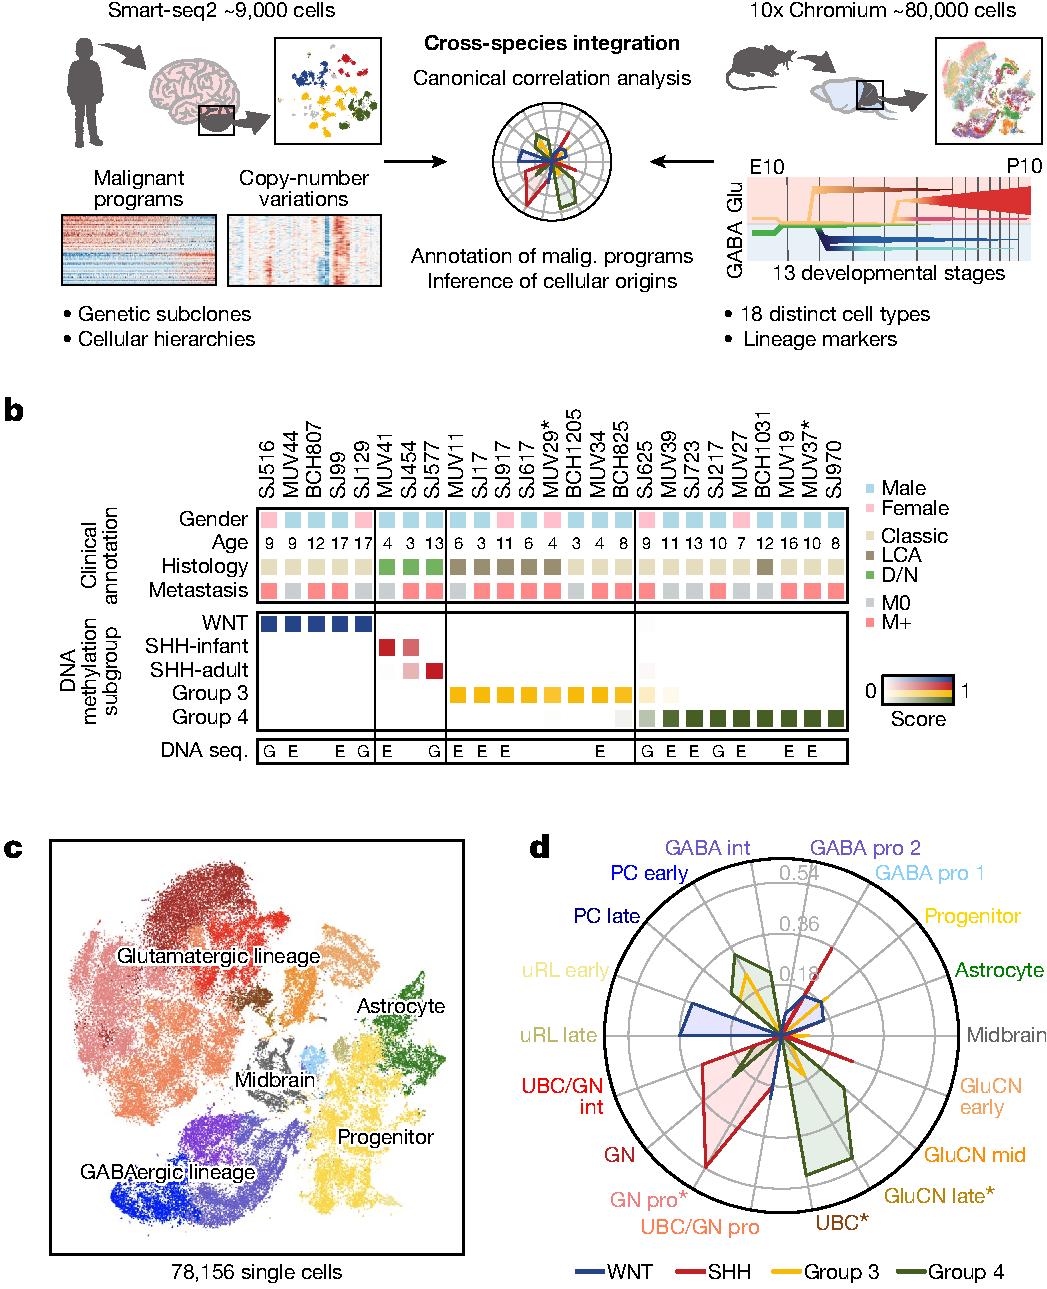 Smart-seq2 ~9,000 cells
Cross-species integration
Canonical correlation analysis
10x Chromium ~80,000 cells
Malignant
programs
Copy-number
variations
E10
P10
Glu
GABA
13 developmental stages
Annotation of malig. programs
Inference of cellular origins
• Genetic subclones
• Cellular hierarchies
• 18 distinct cell types
• Lineage markers
b
SJ516 MUV44 BCH807 SJ99 SJ129 MUV41 SJ454 SJ577 MUV11 SJ17 SJ917 SJ617 MUV29* BCH1205 MUV34 BCH825 SJ625 MUV39 SJ723 SJ217 MUV27 BCH1031 MUV19 MUV37* SJ970
Clinical
annotation
Gender
Age 9 9 12 17 17 4 3 13 6 3 11 6 4 3 4 8 9 11 13 10 7 12 16 10 8
Histology
Metastasis
Male
Female
Classic
LCA
D/N
M0
M+
DNA
methylation
subgroup
WNT
SHH-infant
SHH-adult
Group 3
Group 4
0 1
Score
DNA seq. G E E G E G E E E E G E E G E E E
c
Glutamatergic lineage
Astrocyte
Midbrain
Progenitor
GABAergic lineage
78,156 single cells
d
GABA int
GABA pro 2
PC early
GABA pro 1
PC late
Progenitor
uRL early
Astrocyte
uRL late
Midbrain
UBC/GN
int
GluCN
early
GN
GluCN mid
GN pro*
GluCN late*
UBC/GN pro
UBC*
0.54
0.36
0.18
WNT SHH Group 3 Group 4